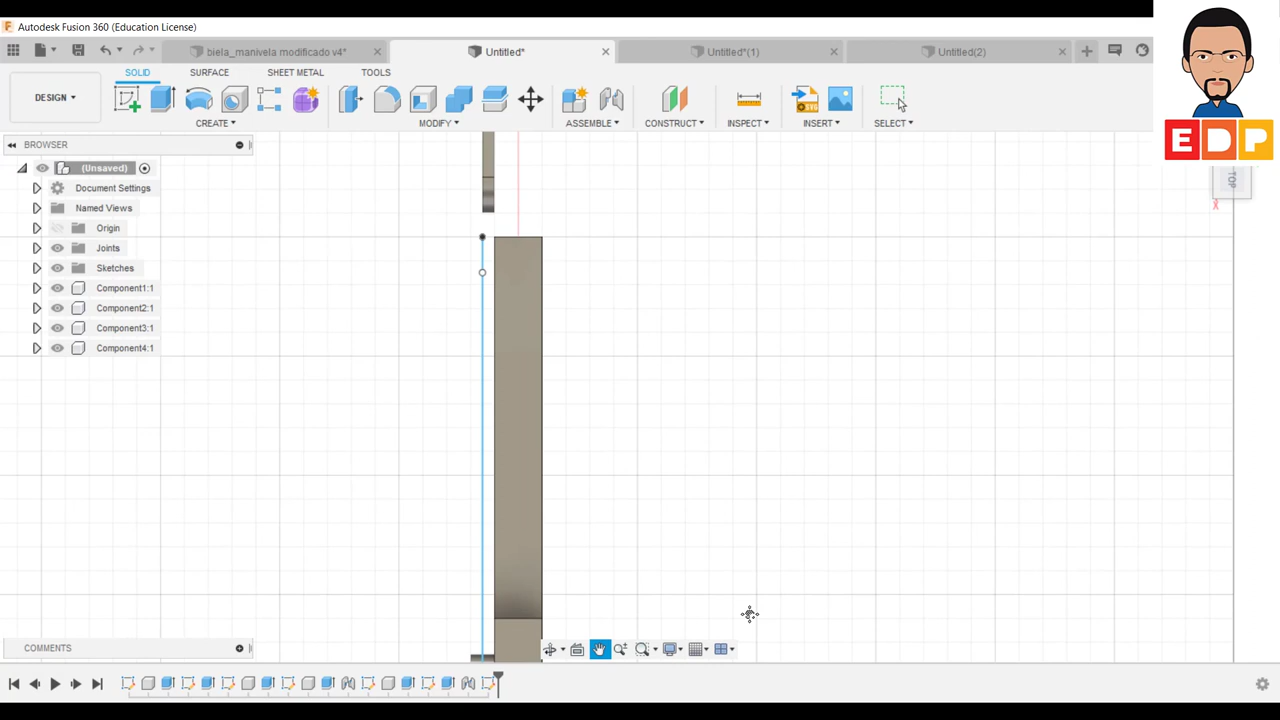 Autodesk Fusion 360 (Education License)
biela_manivela modificado v4*
Untitled*
Untitled*(1)
Untitled(2)
SOLID
SURFACE
SHEET METAL
TOOLS
DESIGN
CREATE
MODIFY
ASSEMBLE
CONSTRUCT
INSPECT
INSERT
SELECT
EDP
BROWSER
TOP
X
(Unsaved)
Document Settings
Named Views
Origin
Joints
Sketches
Component1:1
Component2:1
Component3:1
Component4:1
COMMENTS